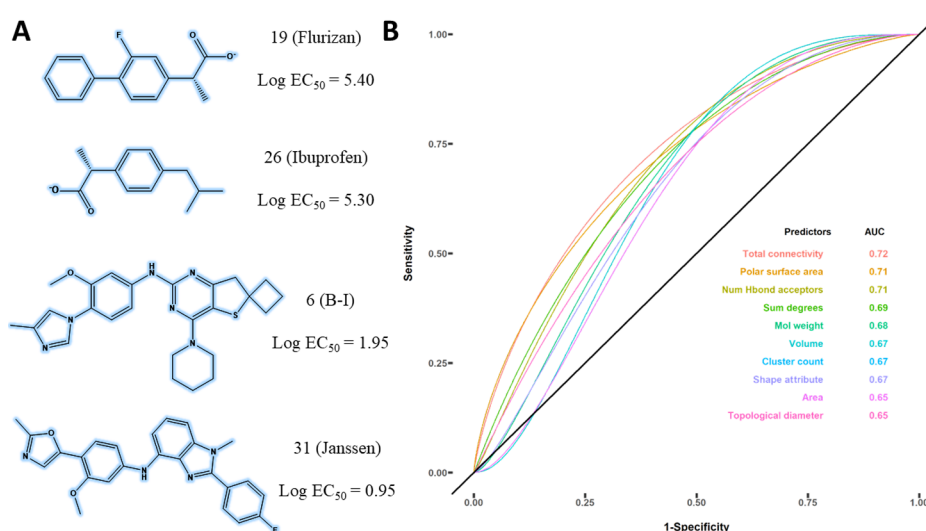 A
19 (Flurizan)
Log EC50 = 5.40
F
O
O-
26 (Ibuprofen)
Log EC50 = 5.30
-O
O
6 (B-I)
Log EC50 = 1.95
O
H
N
N
N
N
N
S
N
31 (Janssen)
Log EC50 = 0.95
O
N
N
H
O
N
N
F
B
Sensitivity
1.00
0.75
0.50
0.25
0.00
Predictors AUC
Total connectivity 0.72
Polar surface area 0.71
Num Hbond acceptors 0.71
Sum degrees 0.69
Mol weight 0.68
Volume 0.67
Cluster count 0.67
Shape attribute 0.67
Area 0.65
Topological diameter 0.65
0.00 0.25 0.50 0.75 1.00
1-Specificity